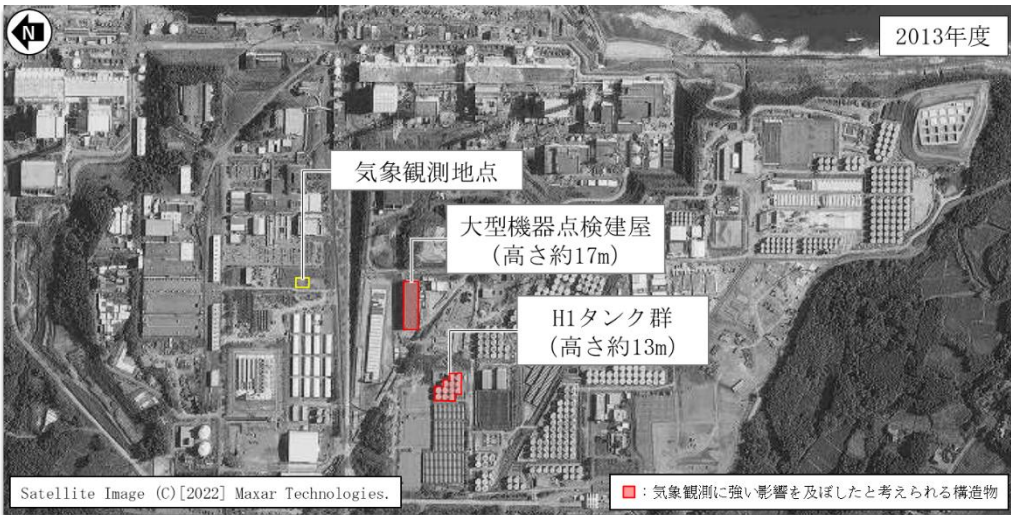 N
2013年度
気象観測地点
大型機器点検建屋
(高さ約17m)
H1タンク群
(高さ約13m)
Satellite Image (C)[2022] Maxar Technologies.
:気象観測に強い影響を及ぼしたと考えられる構造物